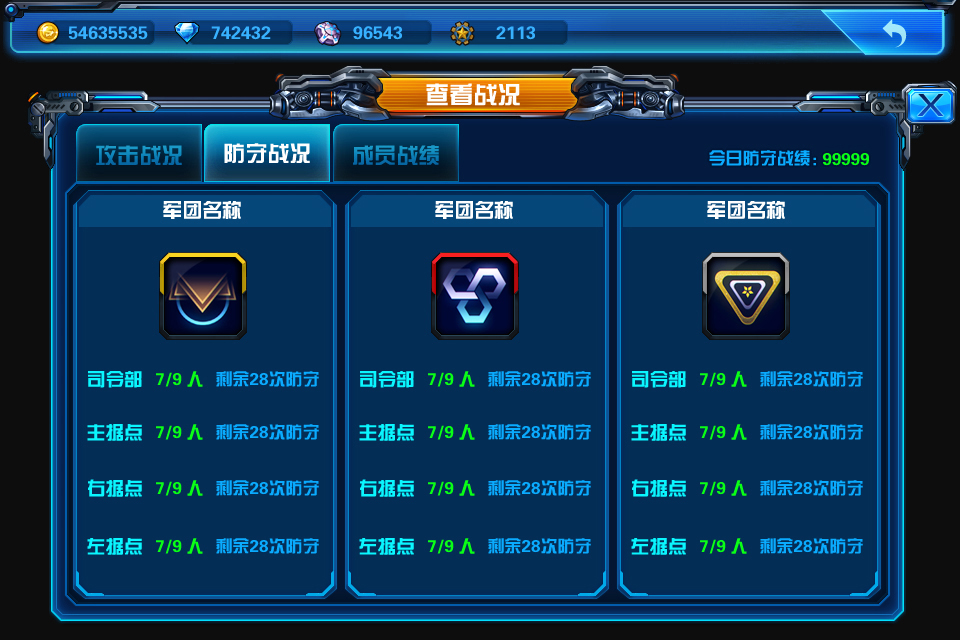 54635535 742432 96543 2113
查看战况
攻击战况 防守战况 成员战绩 今日防守战绩: 99999
军团名称 军团名称 军团名称
司令部 7/9 人 剩余28次防守 司令部 7/9 人 剩余28次防守 司令部 7/9 人 剩余28次防守
主据点 7/9 人 剩余28次防守 主据点 7/9 人 剩余28次防守 主据点 7/9 人 剩余28次防守
右据点 7/9 人 剩余28次防守 右据点 7/9 人 剩余28次防守 右据点 7/9 人 剩余28次防守
左据点 7/9 人 剩余28次防守 左据点 7/9 人 剩余28次防守 左据点 7/9 人 剩余28次防守